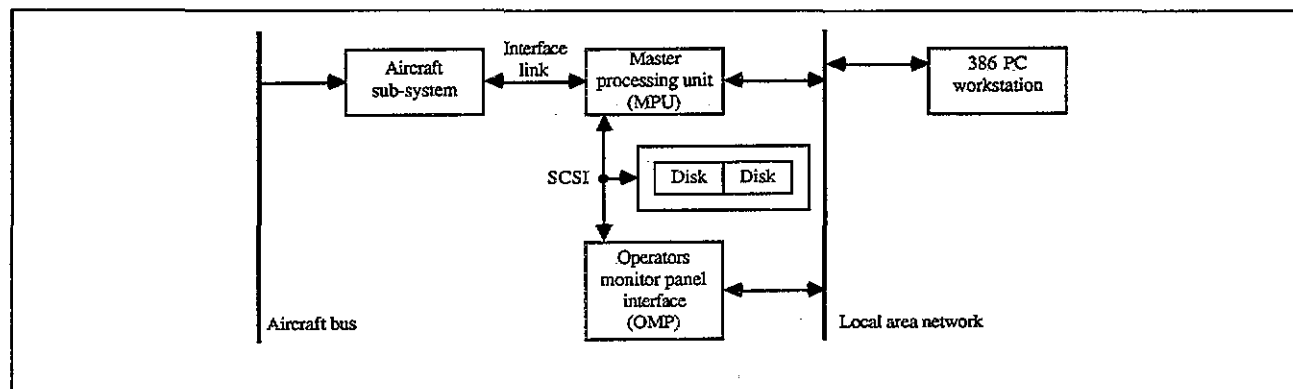 Aircraft
sub-system
Interface
link
Master
processing unit
(MPU)
386 PC
workstation
SCSI
Disk
Disk
Operators
monitor panel
interface
(OMP)
Aircraft bus
Local area network